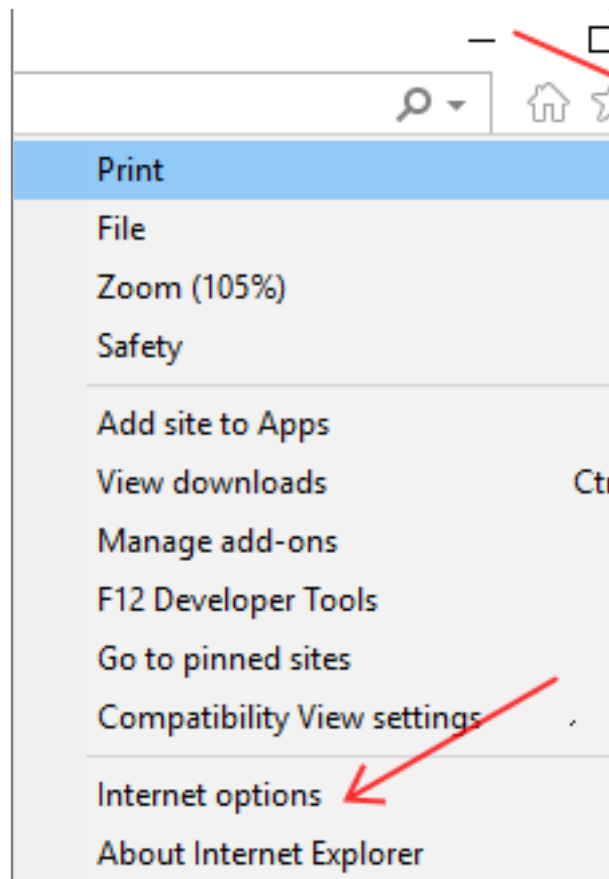 Print
File
Zoom (105%)
Safety
Add site to Apps
View downloads
Manage add-ons
F12 Developer Tools
Go to pinned sites
Compatibility View settings
Internet options
About Internet Explorer